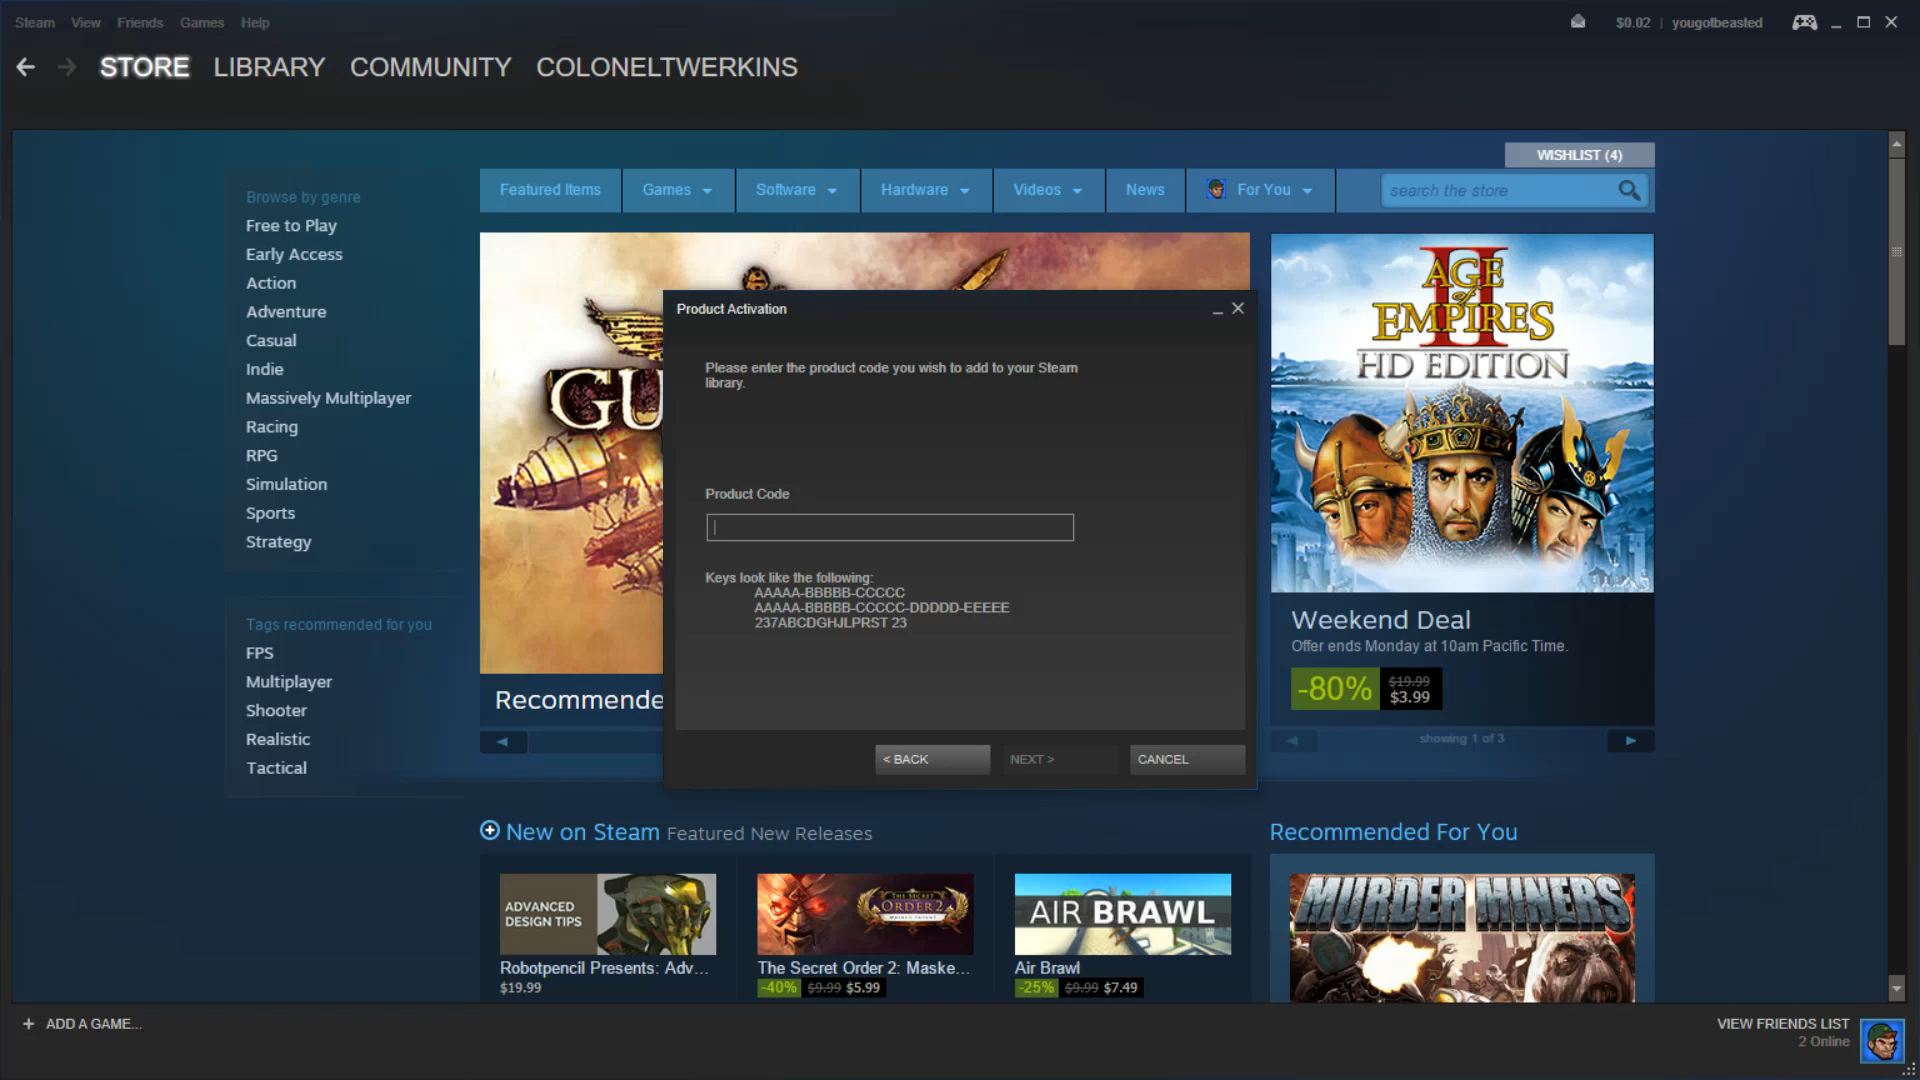 Steam View Friends Games Help
$0.02 | yougotbeasted
STORE LIBRARY COMMUNITY COLONELTWERKINS
WISHLIST (4)
Featured Items Games Software Hardware Videos News For You search the store
Browse by genre
Free to Play
Early Access
Action
Adventure
Casual
Indie
Massively Multiplayer
Racing
RPG
Simulation
Sports
Strategy
Tags recommended for you
FPS
Multiplayer
Shooter
Realistic
Tactical
GU
Recommende
Product Activation
Please enter the product code you wish to add to your Steam
library.
Product Code
Keys look like the following:
AAAAA-BBBBB-CCCCC
AAAAA-BBBBB-CCCCC-DDDDD-EEEEE
237ABCDGHJLPRST 23
< BACK NEXT > CANCEL
AGE
of
EMPIRES
II
HD EDITION
Weekend Deal
Offer ends Monday at 10am Pacific Time.
-80% $19.99
$3.99
showing 1 of 3
New on Steam Featured New Releases
ADVANCED
DESIGN TIPS
Robotpencil Presents: Adv...
$19.99
THE SECRET
ORDER 2
The Secret Order 2: Maske...
-40% $9.99 $5.99
AIR BRAWL
Air Brawl
-25% $9.99 $7.49
Recommended For You
MURDER MINERS
+ ADD A GAME...
VIEW FRIENDS LIST
2 Online